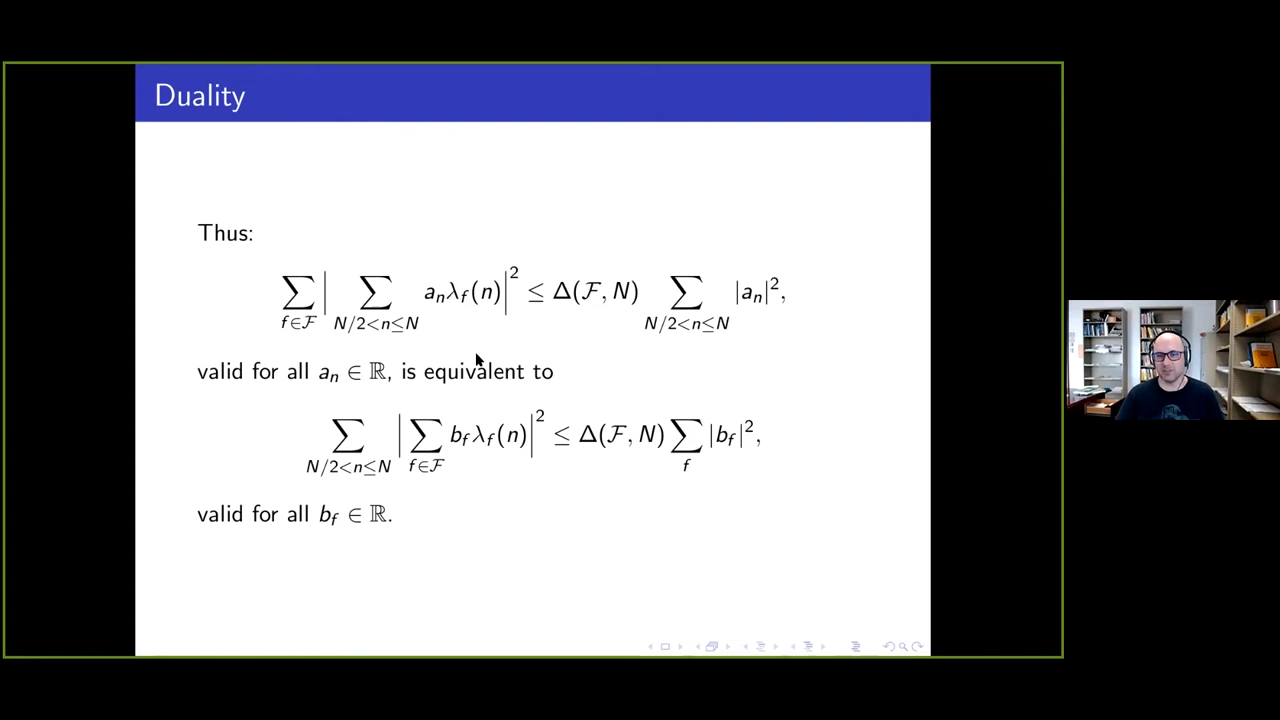 Duality
Thus:
∑_{f∈ℱ} | ∑_{N/2<n≤N} a_n λ_f(n) |² ≤ Δ(ℱ, N) ∑_{N/2<n≤N} |a_n|²,
valid for all a_n ∈ ℝ, is equivalent to
∑_{N/2<n≤N} | ∑_{f∈ℱ} b_f λ_f(n) |² ≤ Δ(ℱ, N) ∑_f |b_f|²,
valid for all b_f ∈ ℝ.